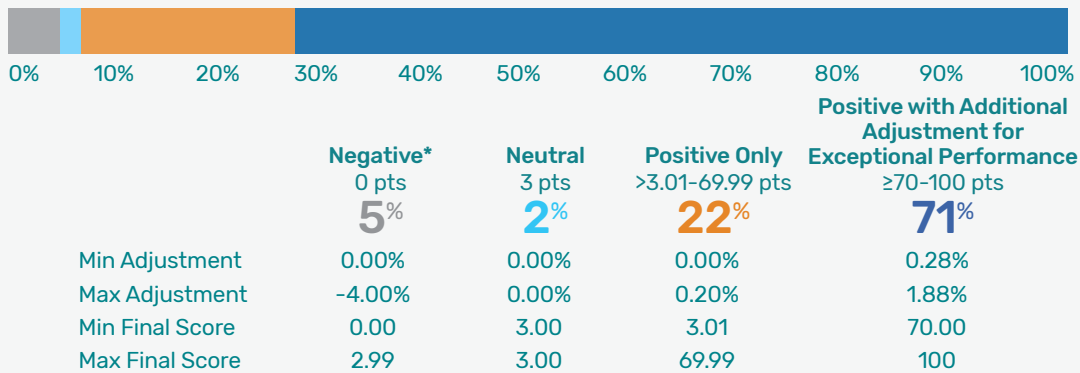 0% 10% 20% 30% 40% 50% 60% 70% 80% 90% 100%
Positive with Additional
Adjustment for
Negative* Neutral Positive Only Exceptional Performance
0 pts 3 pts >3.01-69.99 pts ≥70-100 pts
5% 2% 22% 71%
Min Adjustment 0.00% 0.00% 0.00% 0.28%
Max Adjustment -4.00% 0.00% 0.20% 1.88%
Min Final Score 0.00 3.00 3.01 70.00
Max Final Score 2.99 3.00 69.99 100